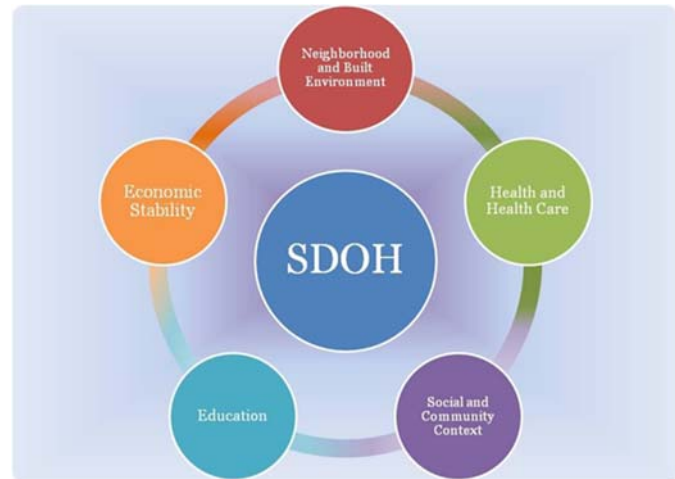 Neighborhood
and Built
Environment
Economic
Stability
Health and
Health Care
SDOH
Education
Social and
Community
Context